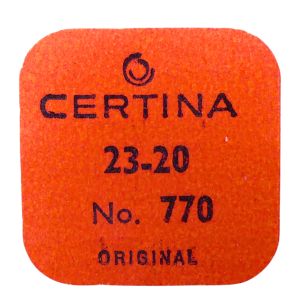 CERTINA
23-20
No. 770
ORIGINAL